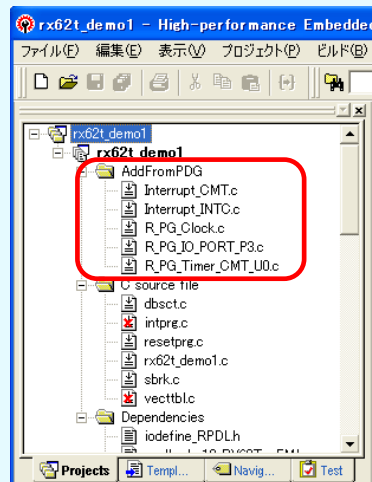 rx62t_demo1 - High-performance Embedded
ファイル(F) 編集(E) 表示(V) プロジェクト(P) ビルド(B)
rx62t_demo1
rx62t_demo1
AddFromPDG
Interrupt_CMT.c
Interrupt_INTC.c
R_PG_Clock.c
R_PG_IO_PORT_P3.c
R_PG_Timer_CMT_U0.c
C source file
dbsct.c
intprg.c
resetprg.c
rx62t_demo1.c
sbrk.c
vecttbl.c
Dependencies
iodefine_RPDL.h
Projects Templ... Navig... Test